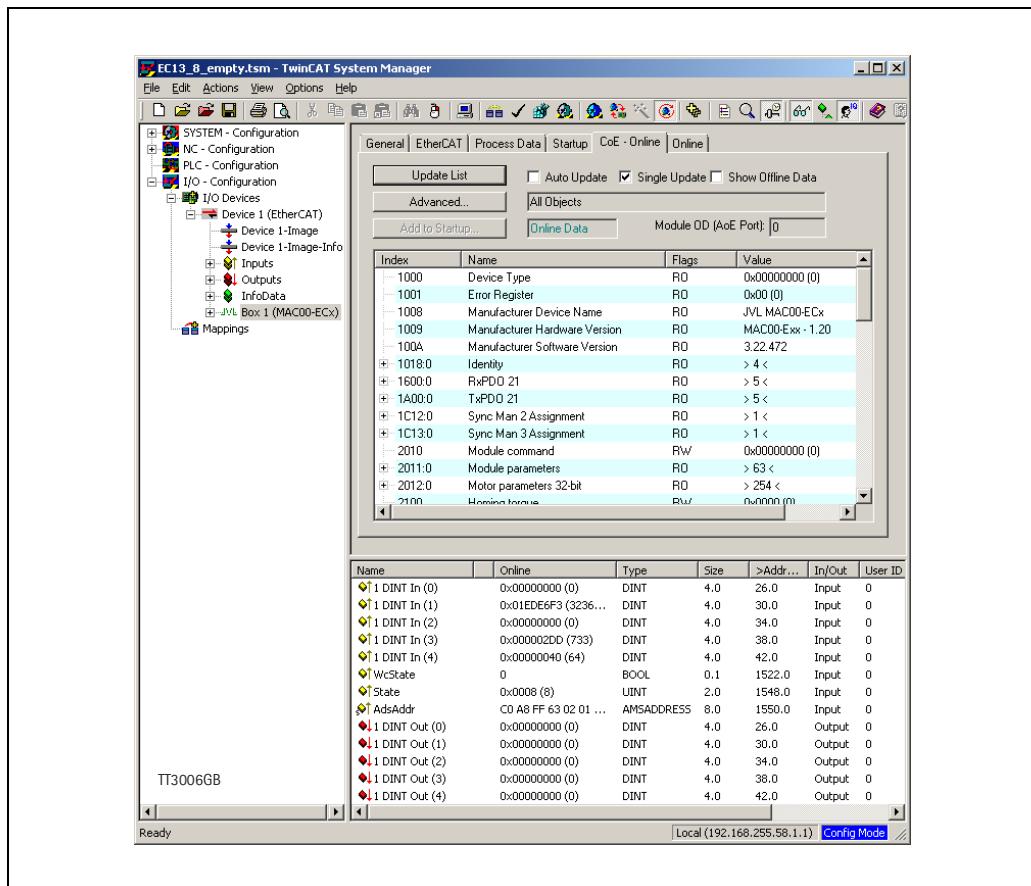 EC13_8_empty.tsm - TwinCAT System Manager
File Edit Actions View Options Help
SYSTEM - Configuration
NC - Configuration
PLC - Configuration
I/O - Configuration
I/O Devices
Device 1 (EtherCAT)
Device 1-Image
Device 1-Image-Info
Inputs
Outputs
InfoData
JVL Box 1 (MAC00-ECx)
Mappings
TT3006GB
General EtherCAT Process Data Startup CoE - Online Online
Update List Auto Update Single Update Show Offline Data
Advanced... All Objects
Add to Startup... Online Data Module OD (AoE Port): 0
Index Name Flags Value
1000 Device Type RO 0x00000000 (0)
1001 Error Register RO 0x00 (0)
1008 Manufacturer Device Name RO JVL MAC00-ECx
1009 Manufacturer Hardware Version RO MAC00-Exx - 1.20
100A Manufacturer Software Version RO 3.22.472
1018:0 Identity RO > 4 <
1600:0 RxPDO 21 RO > 5 <
1A00:0 TxPDO 21 RO > 5 <
1C12:0 Sync Man 2 Assignment RO > 1 <
1C13:0 Sync Man 3 Assignment RO > 1 <
2010 Module command RW 0x00000000 (0)
2011:0 Module parameters RO > 63 <
2012:0 Motor parameters 32-bit RO > 254 <
2100 Homing torque RW 0x0000 (0)
Name Online Type Size >Addr... In/Out User ID
1 DINT In (0) 0x00000000 (0) DINT 4.0 26.0 Input 0
1 DINT In (1) 0x01EDE6F3 (3236... DINT 4.0 30.0 Input 0
1 DINT In (2) 0x00000000 (0) DINT 4.0 34.0 Input 0
1 DINT In (3) 0x000002DD (733) DINT 4.0 38.0 Input 0
1 DINT In (4) 0x00000040 (64) DINT 4.0 42.0 Input 0
WcState 0 BOOL 0.1 1522.0 Input 0
State 0x0008 (8) UINT 2.0 1548.0 Input 0
AdsAddr C0 A8 FF 63 02 01 ... AMSADDRESS 8.0 1550.0 Input 0
1 DINT Out (0) 0x00000000 (0) DINT 4.0 26.0 Output 0
1 DINT Out (1) 0x00000000 (0) DINT 4.0 30.0 Output 0
1 DINT Out (2) 0x00000000 (0) DINT 4.0 34.0 Output 0
1 DINT Out (3) 0x00000000 (0) DINT 4.0 38.0 Output 0
1 DINT Out (4) 0x00000000 (0) DINT 4.0 42.0 Output 0
Ready Local (192.168.255.58.1.1) Config Mode